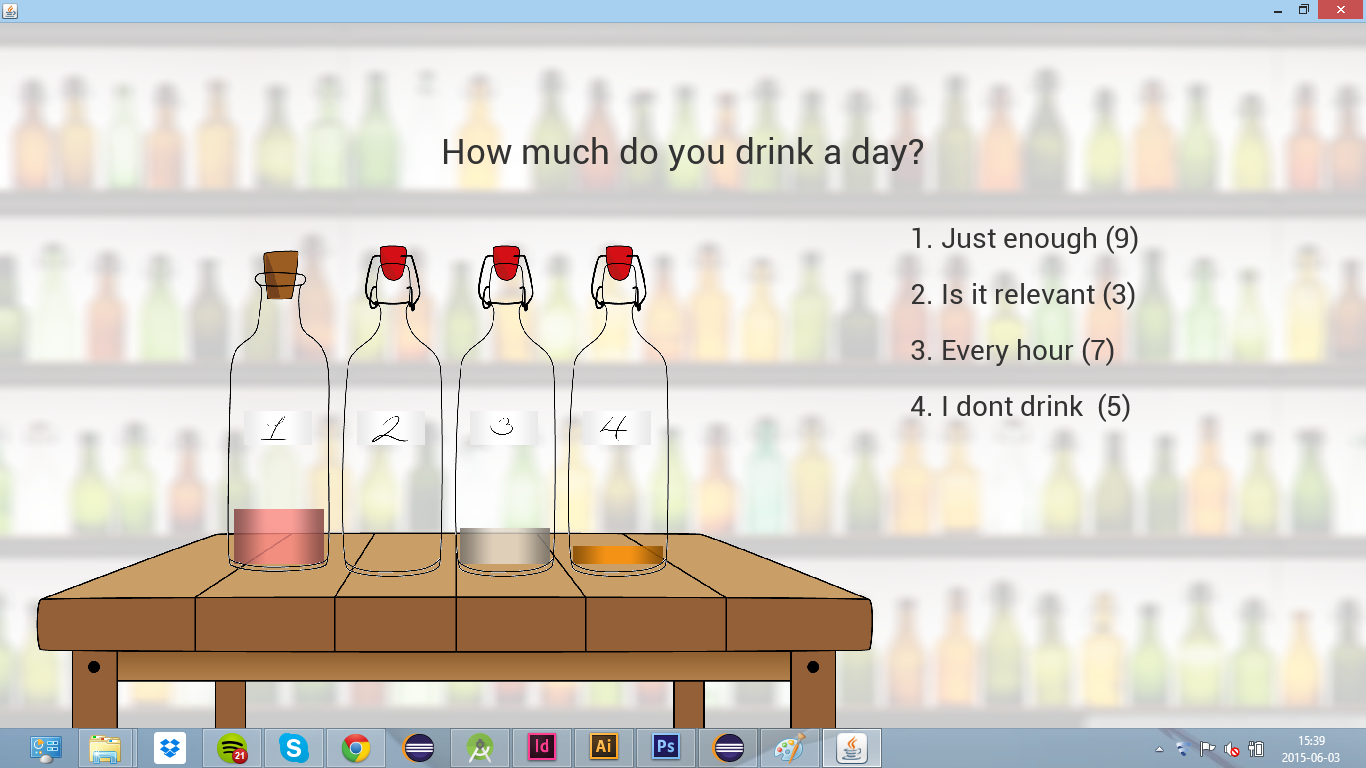 How much do you drink a day?
1. Just enough (9)
2. Is it relevant (3)
3. Every hour (7)
4. I dont drink  (5)
1 2 3 4
21
Id
Ai
Ps
15:39
2015-06-03